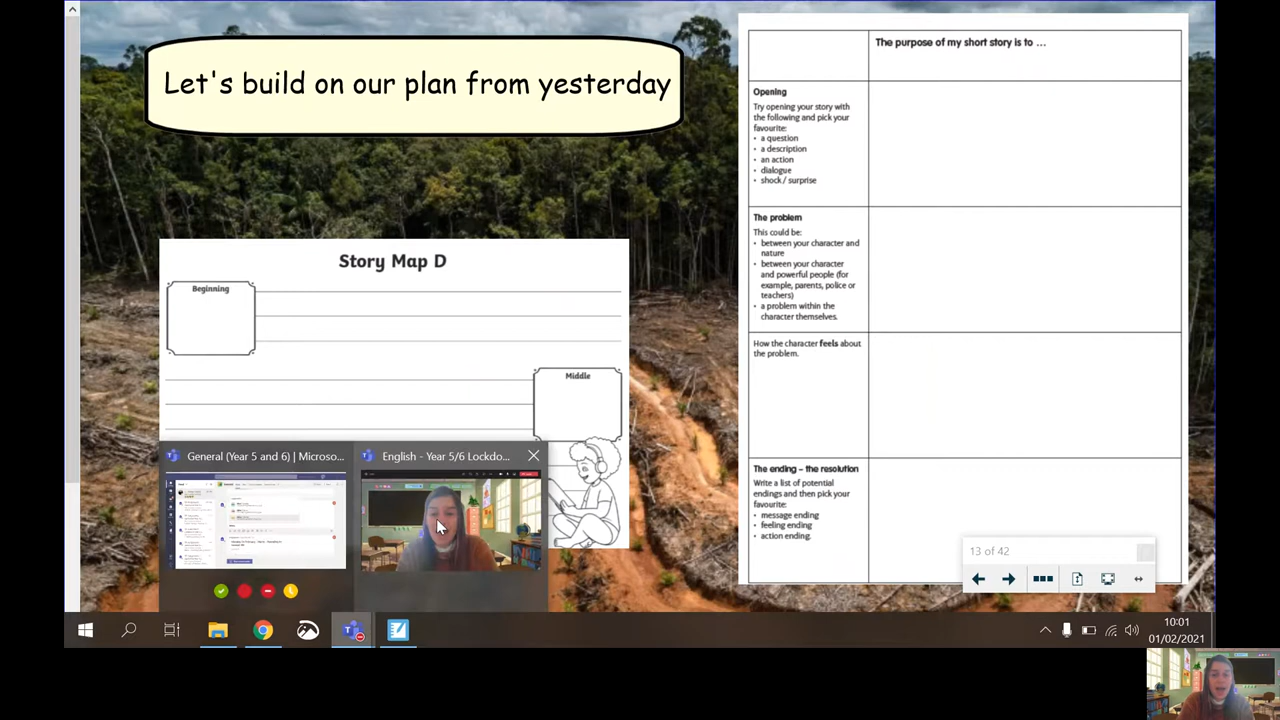 Let's build on our plan from yesterday
The purpose of my short story is to ...
Opening
Try opening your story with
the following and pick your
favourite:
• a question
• a description
• an action
• dialogue
• shock / surprise
The problem
This could be:
• between your character and
nature
• between your character
and powerful people (for
example, parents, police or
teachers)
• a problem within the
character themselves.
How the character feels about
the problem.
The ending – the resolution
Write a list of potential
endings and then pick your
favourite:
• message ending
• feeling ending
• action ending.
Story Map D
Beginning
Middle
General (Year 5 and 6) | Microso...
English - Year 5/6 Lockdo...
13 of 42
10:01
01/02/2021